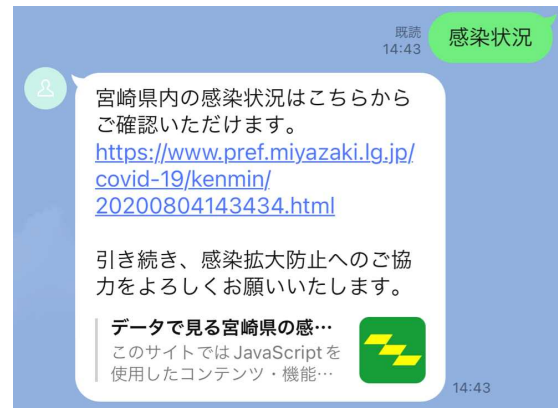 既読
14:43
感染状況
宮崎県内の感染状況はこちらから
ご確認いただけます。
https://www.pref.miyazaki.lg.jp/
covid-19/kenmin/
20200804143434.html
引き続き、感染拡大防止へのご協
力をよろしくお願いいたします。
データで見る宮崎県の感…
このサイトではJavaScriptを
使用したコンテンツ・機能…
14:43